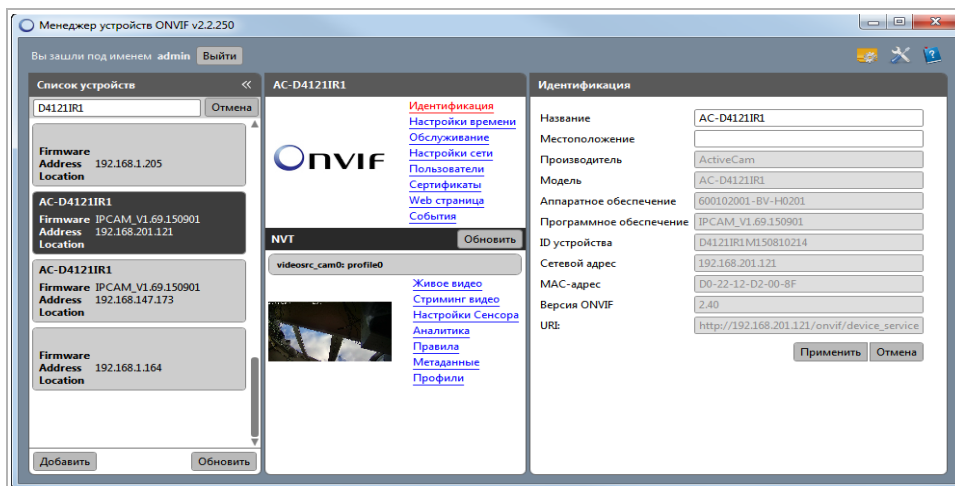 Менеджер устройств ONVIF v2.2.250
Вы зашли под именем admin Выйти
Список устройств
D4121IR1 Отмена
Firmware
Address 192.168.1.205
Location
AC-D4121IR1
Firmware IPCAM_V1.69.150901
Address 192.168.201.121
Location
AC-D4121IR1
Firmware IPCAM_V1.69.150901
Address 192.168.147.173
Location
Firmware
Address 192.168.1.164
Location
Добавить Обновить
AC-D4121IR1
ONVIF
Идентификация
Настройки времени
Обслуживание
Настройки сети
Пользователи
Сертификаты
Web страница
События
NVT Обновить
videosrc_cam0: profile0
Живое видео
Стриминг видео
Настройки Сенсора
Аналитика
Правила
Метаданные
Профили
Идентификация
Название AC-D4121IR1
Местоположение
Производитель ActiveCam
Модель AC-D4121IR1
Аппаратное обеспечение 600102001-BV-H0201
Программное обеспечение IPCAM_V1.69.150901
ID устройства D4121IR1M150810214
Сетевой адрес 192.168.201.121
MAC-адрес D0-22-12-D2-00-8F
Версия ONVIF 2.40
URI: http://192.168.201.121/onvif/device_service
Применить Отмена